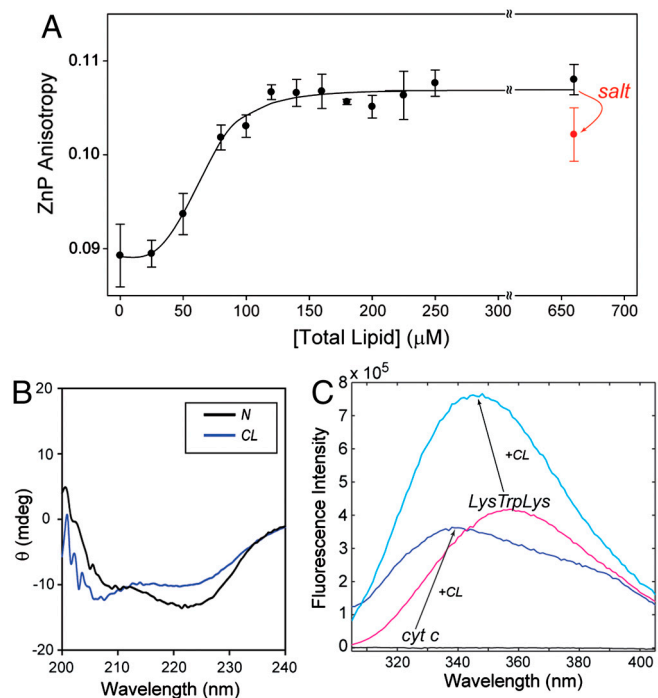 A
0.11
0.10
0.09
ZnP Anisotropy
salt
≈
≈
0 50 100 150 200 250 300 650 700
[Total Lipid] (μM)
B
20
10
0
-10
-20
θ (mdeg)
N
CL
200 210 220 230 240
Wavelength (nm)
C
8 × 10⁵
7
6
5
4
3
2
1
0
Fluorescence Intensity
+CL
LysTrpLys
+CL
cyt c
320 340 360 380 400
Wavelength (nm)